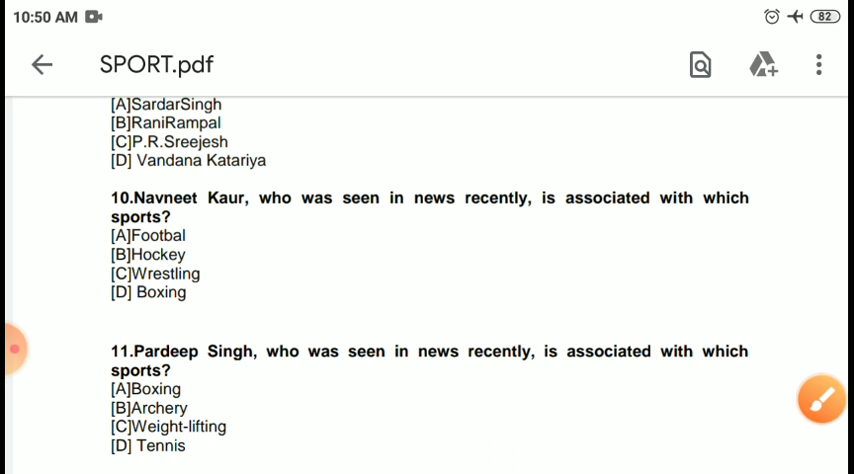 10:50 AM
82
SPORT.pdf
[A]SardarSingh
[B]RaniRampal
[C]P.R.Sreejesh
[D] Vandana Katariya
10.Navneet Kaur, who was seen in news recently, is associated with which
sports?
[A]Footbal
[B]Hockey
[C]Wrestling
[D] Boxing
11.Pardeep Singh, who was seen in news recently, is associated with which
sports?
[A]Boxing
[B]Archery
[C]Weight-lifting
[D] Tennis